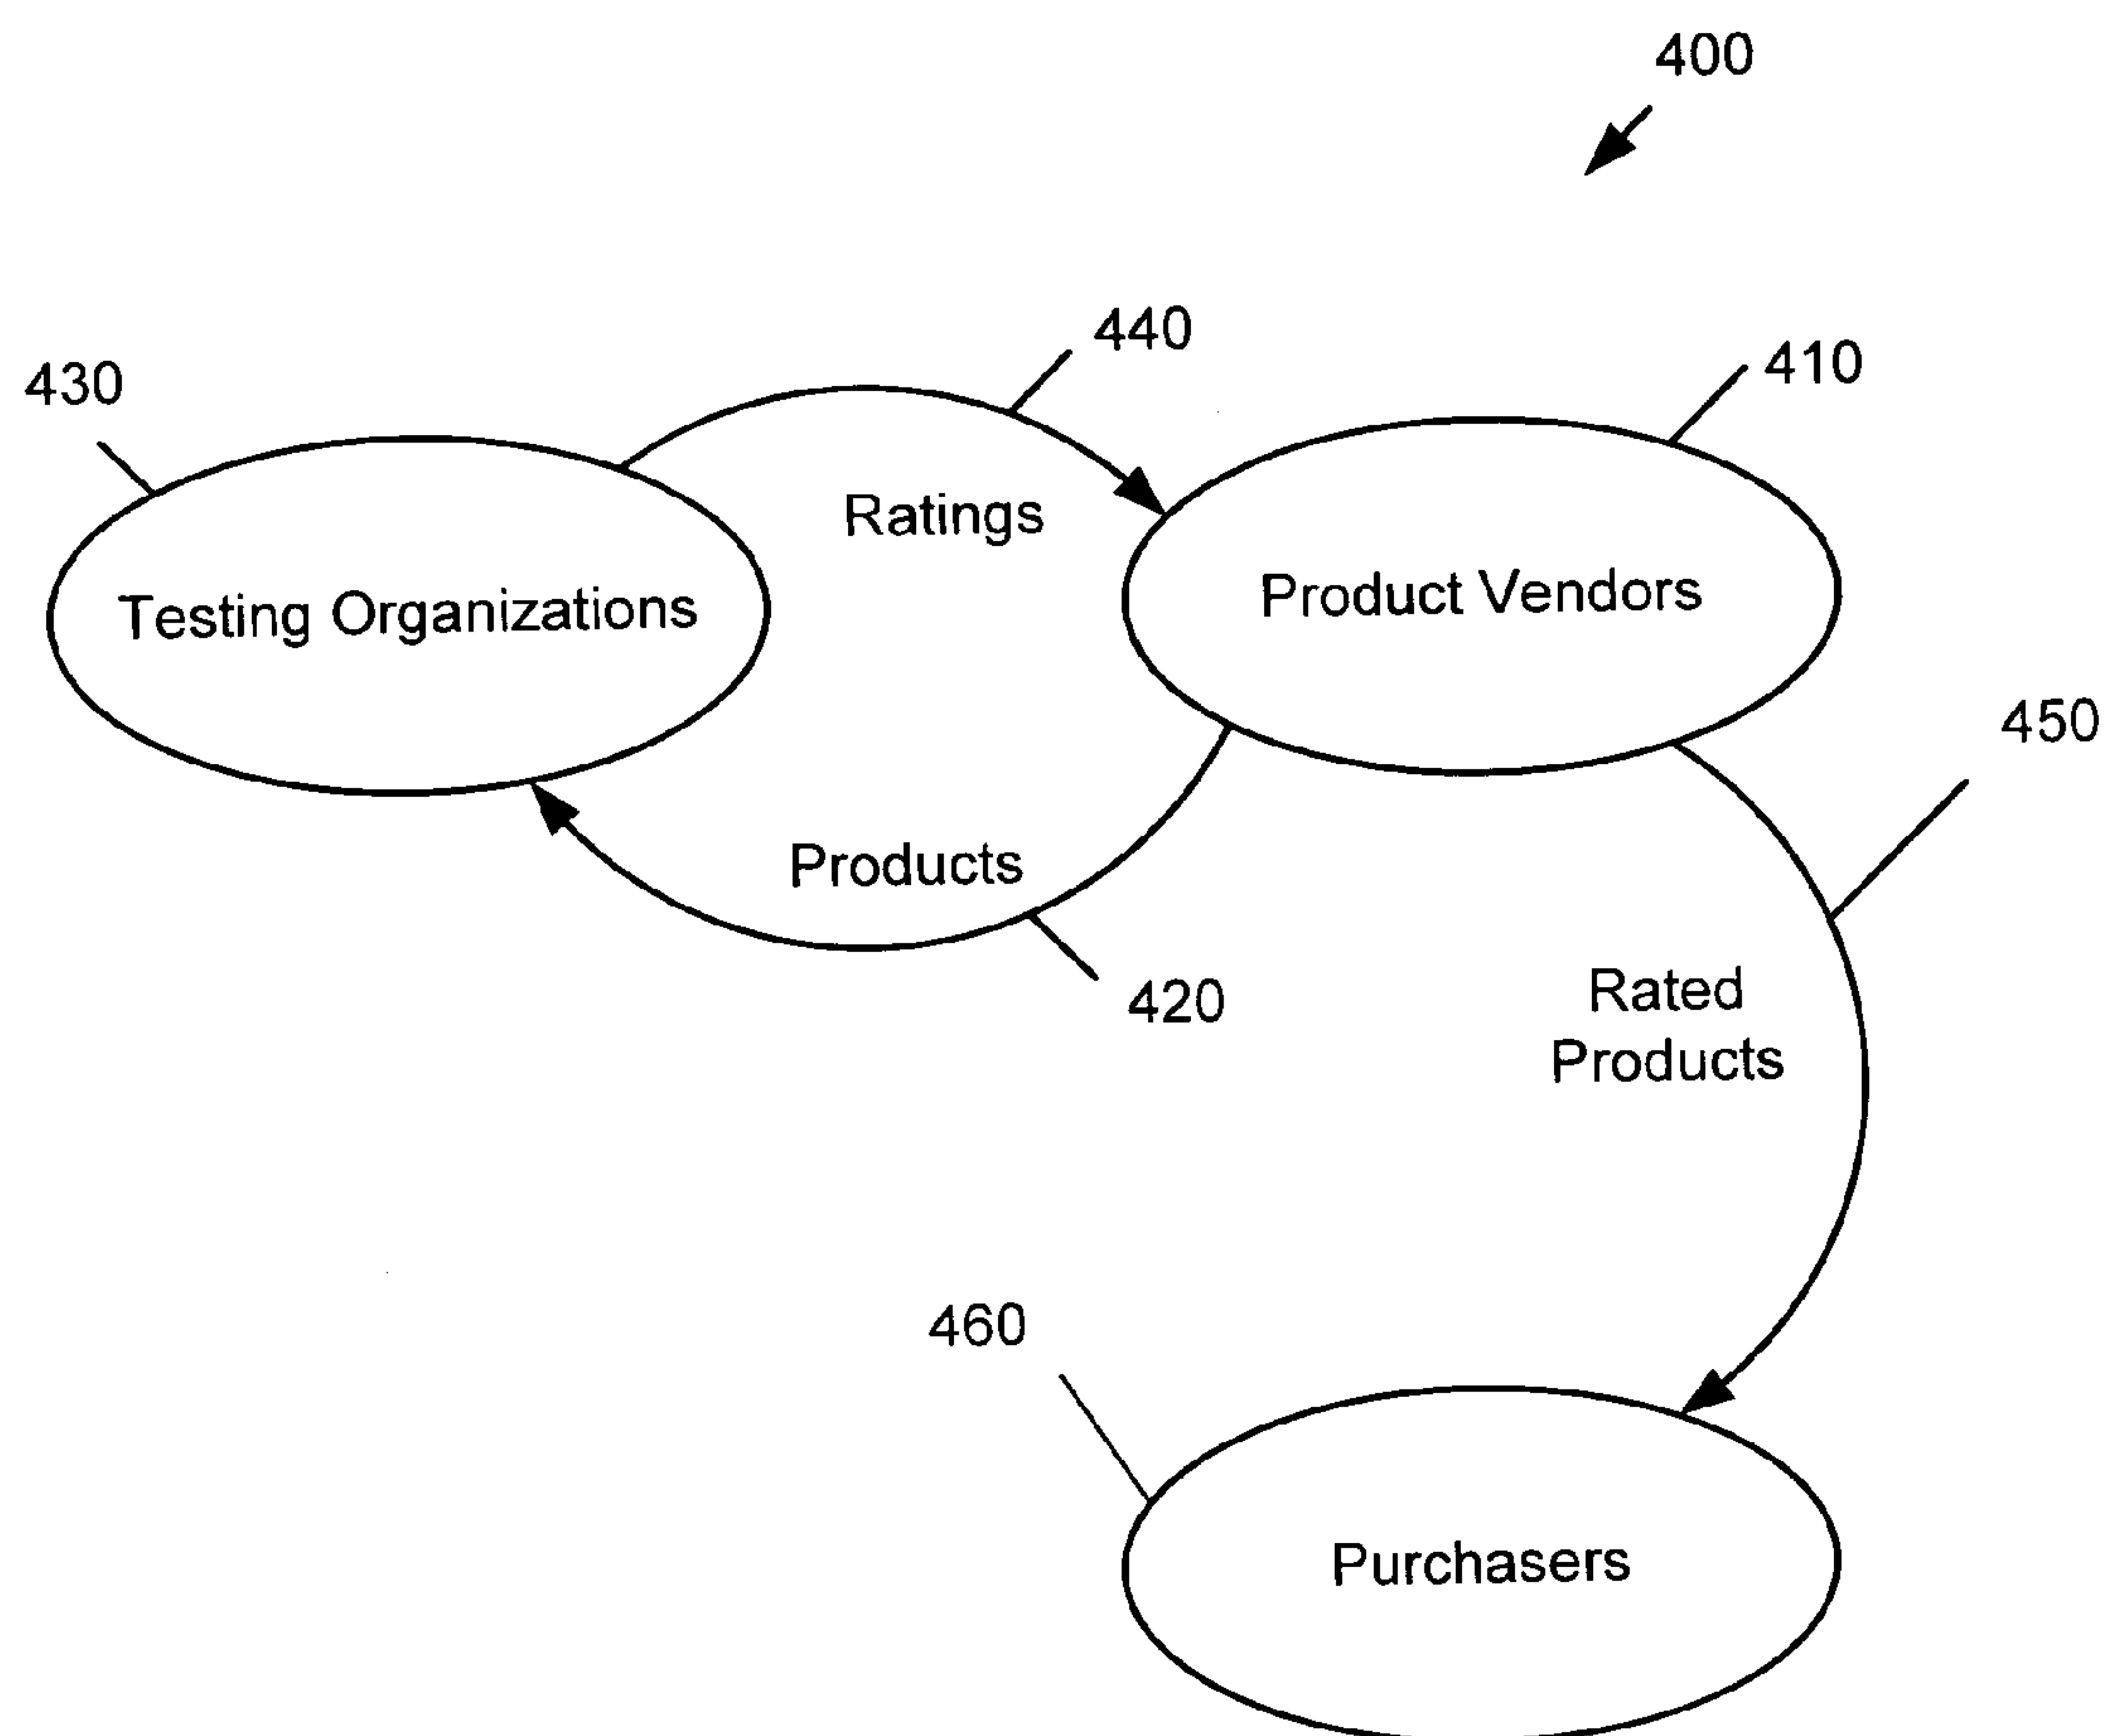 400
440
410
430
Ratings
Product Vendors
Testing Organizations
450
Products
Rated
Products
420
460
Purchasers